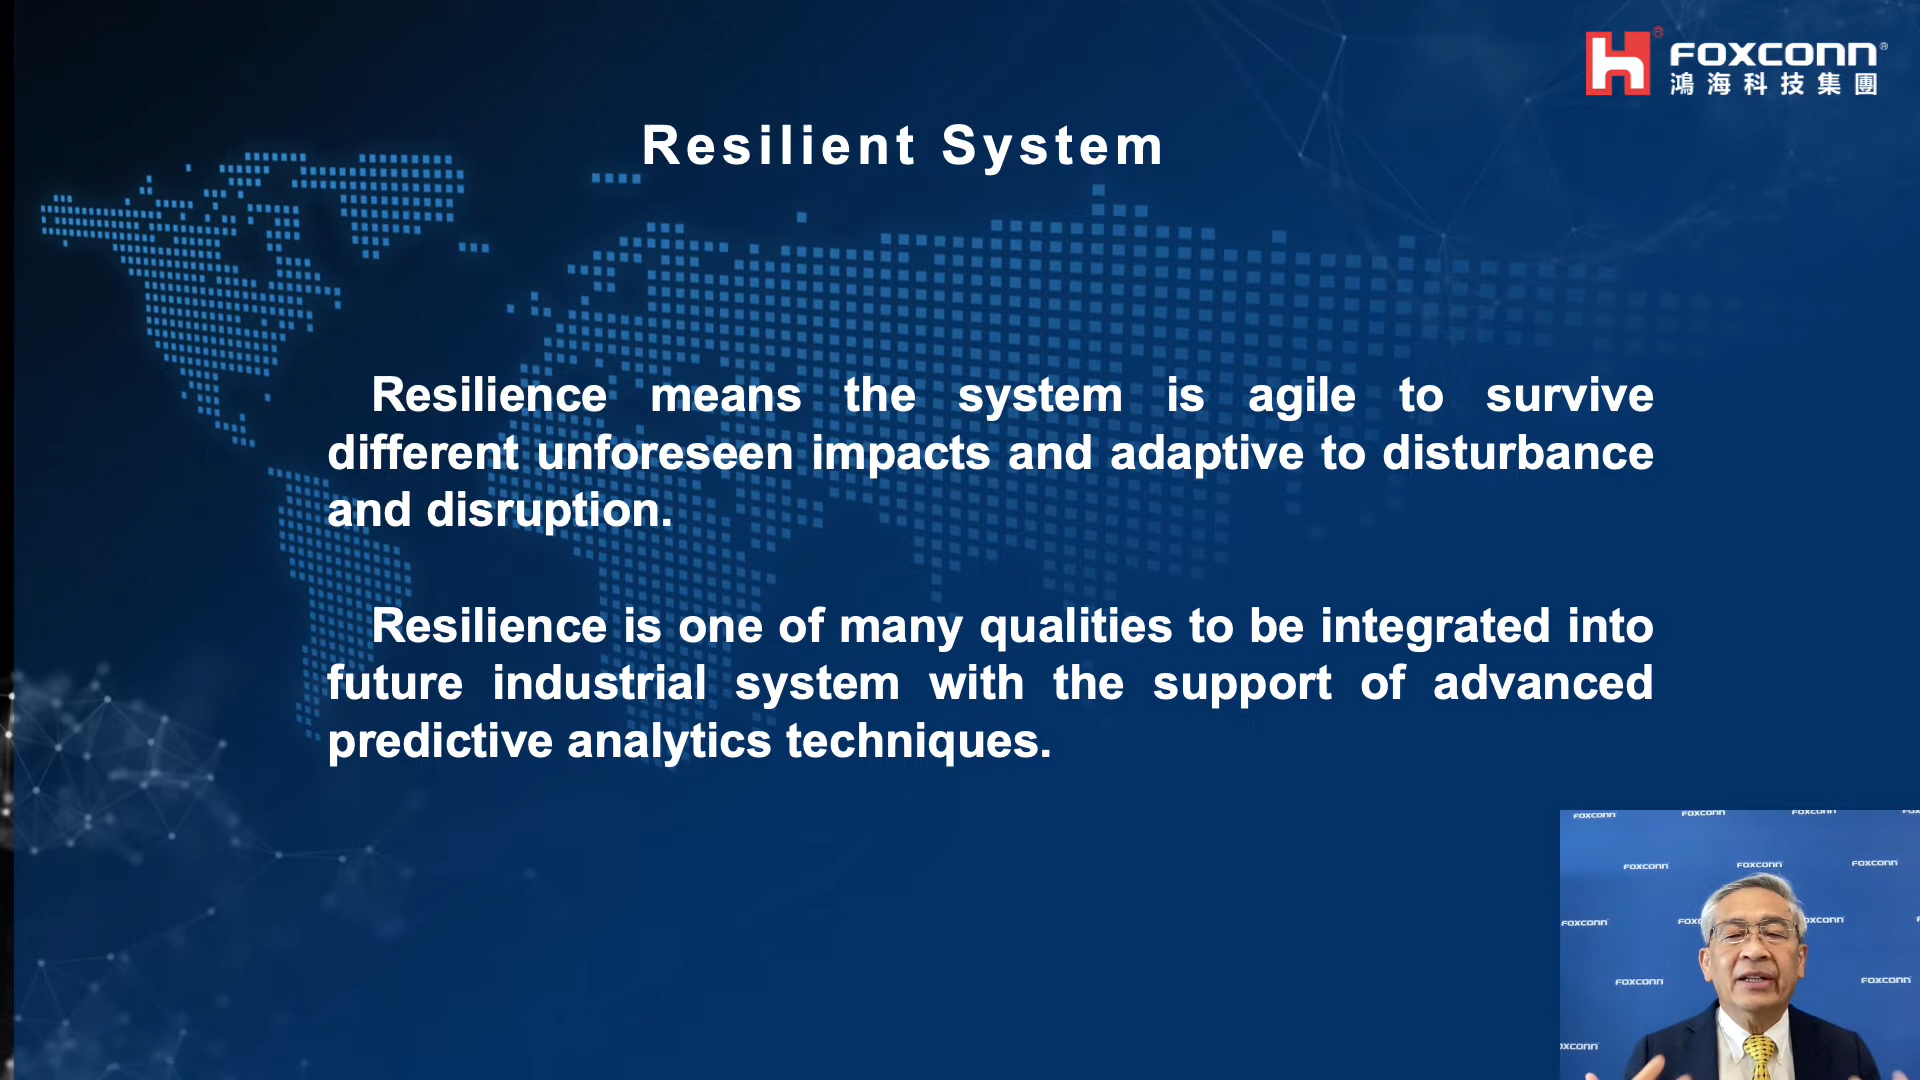 FOXCONN®
鴻海科技集團
Resilient System
Resilience means the system is agile to survive
different unforeseen impacts and adaptive to disturbance
and disruption.
Resilience is one of many qualities to be integrated into
future industrial system with the support of advanced
predictive analytics techniques.
FOXCONN FOXCONN FOXCONN
FOXCONN FOXCONN FOXCONN
FOXCONN
FOXCONN FOXCONN